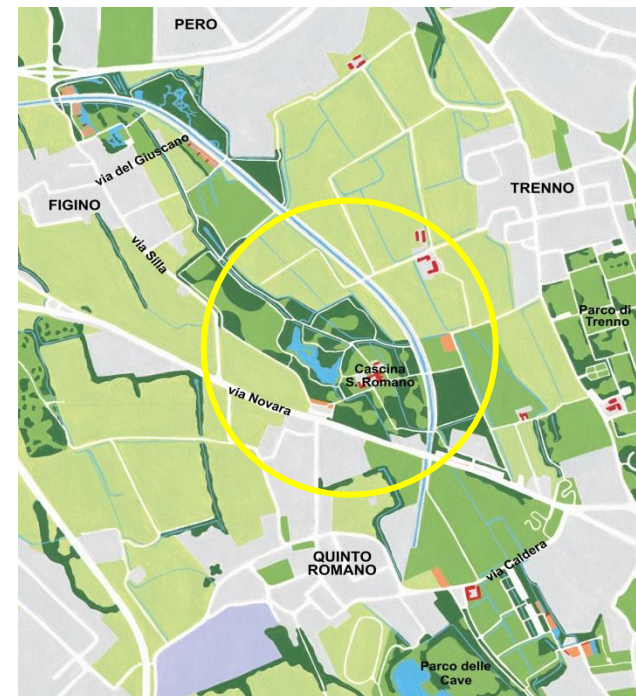 PERO
via del Giuscano
TRENNO
FIGINO
via Silla
Parco di
Trenno
Cascina
S. Romano
via Novara
QUINTO
ROMANO
via Caldera
Parco delle
Cave